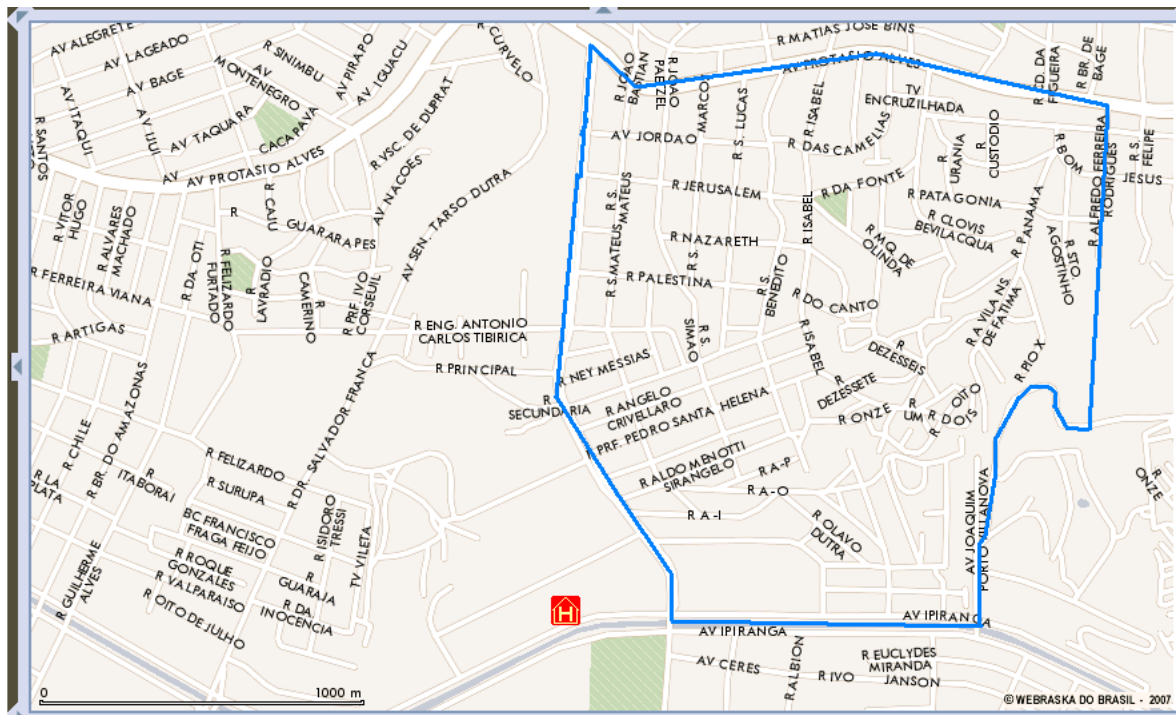 AV ALEGRETE
AV LAGEADO
AV BAGE
R SINIMBU
AV
MONTENEGRO
AV PIRAPO
AV IGUACU
R CURVELO
AV ITAQUI
AV IJUI
AV TAQUARA
CACAPAVA
R VSC. DE DUPRAT
R SANTOS
AV
AV PROTASIO ALVES
R CAJU
AV NACOES
AV SEN. TARSO DUTRA
R VITOR
HUGO
R ALVARES
MACHADO
R
GUARARAPES
R DA OTI
R FELIZARDO
FURTADO
R
LAVRADIO
R
CAMERINO
R PRF. IVO
CORSEUIL
R FERREIRA VIANA
R ARTIGAS
R ENG. ANTONIO
CARLOS TIBIRICA
R PRINCIPAL
R
SECUNDARIA
R DR. SALVADOR FRANCA
R BR. DO AMAZONAS
R CHILE
R LA
PLATA
R
ITABORAI
R FELIZARDO
R SURUPA
BC FRANCISCO
FRAGA FEIJO
R ISIDORO
TRESSI
TV VILETA
R ROQUE
GONZALES
R VALPARAISO
R OITO DE JULHO
R
GUARAJA
R DA
INOCENCIA
R GUILHERME
ALVES
R MATIAS JOSE BINS
AV PROTASIO ALVES
R JOAO
BASTIAN
R JOAO
PAETZEL
MARCOS
R S. LUCAS
R ISABEL
TV
ENCRUZILHADA
R CD. DA
FIGUEIRA
R BR. DE
BAGE
AV JORDAO
R DAS CAMELIAS
R
URANIA
R
CUSTODIO
R BOM
JESUS
R S.
FELIPE
R ALFREDO FERREIRA
RODRIGUES
R JERUSALEM
R DA FONTE
R PATAGONIA
R CLOVIS
BEVILACQUA
R PANAMA
R STO.
AGOSTINHO
R S.
MATEUS
R S.MATEUS
R NAZARETH
R S.
R ISABEL
R MQ. DE
OLINDA
R PALESTINA
R S.
BENEDITO
R DO CANTO
R A VILA NS.
DE FATIMA
R S.
SIMAO
R ISABEL
R
DEZESSEIS
R PIO X
R NEY MESSIAS
R ANGELO
CRIVELLARO
R
DEZESSETE
R ONZE
R
UM
R DOIS
R OITO
R PRF. PEDRO SANTA HELENA
R ALDO MENOTTI
SIRANGELO
R A-P
R A-O
R A-I
R OLAVO
DUTRA
AV JOAQUIM
PORTO VILLANOVA
R
ONZE
H
AV IPIRANGA
AV IPIRANGA
AV CERES
R ALBION
R IVO
R EUCLYDES
MIRANDA
JANSON
0 1000 m
© WEBRASKA DO BRASIL - 2007